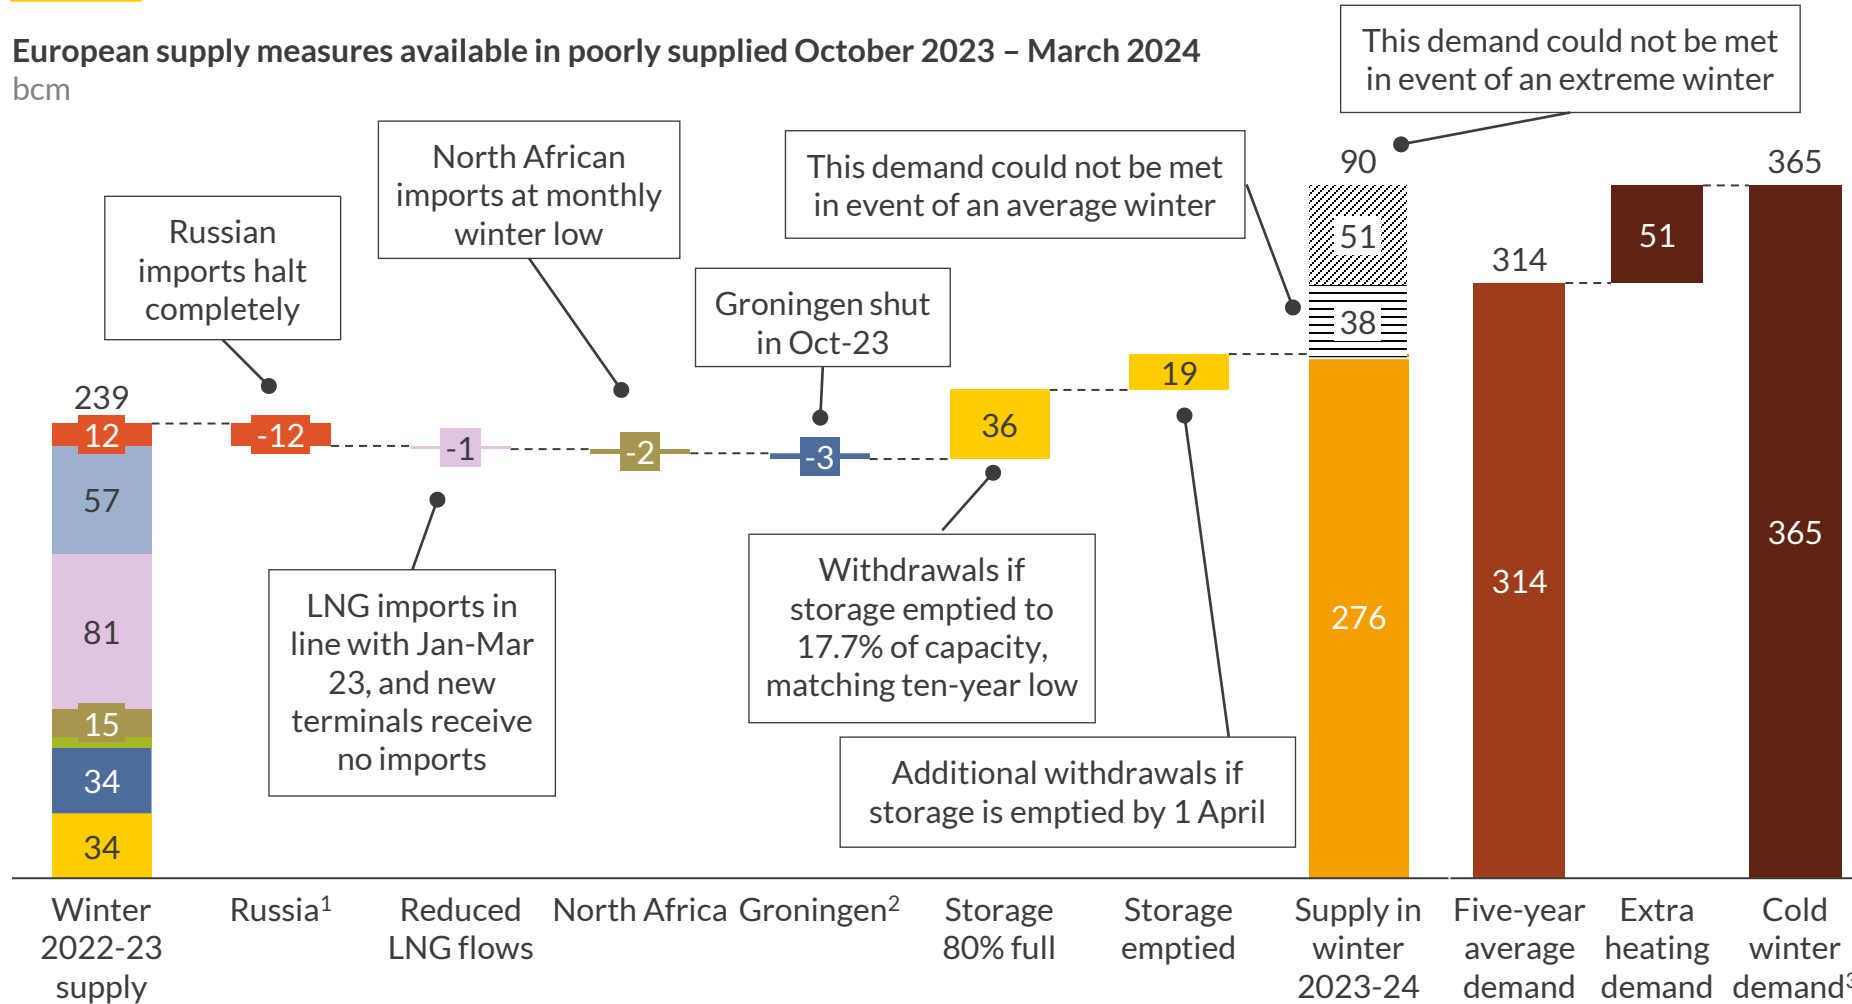 European supply measures available in poorly supplied October 2023 – March 2024
bcm
This demand could not be met
in event of an extreme winter
North African
imports at monthly
winter low
This demand could not be met
in event of an average winter
Russian
imports halt
completely
Groningen shut
in Oct-23
239
12
57
81
15
34
34
-12
-1
-2
-3
36
19
90
51
38
276
314
314
51
365
365
LNG imports in
line with Jan-Mar
23, and new
terminals receive
no imports
Withdrawals if
storage emptied to
17.7% of capacity,
matching ten-year low
Additional withdrawals if
storage is emptied by 1 April
Winter
2022-23
supply
Russia¹
Reduced
LNG flows
North Africa
Groningen²
Storage
80% full
Storage
emptied
Supply in
winter
2023-24
Five-year
average
demand
Extra
heating
demand
Cold
winter
demand³